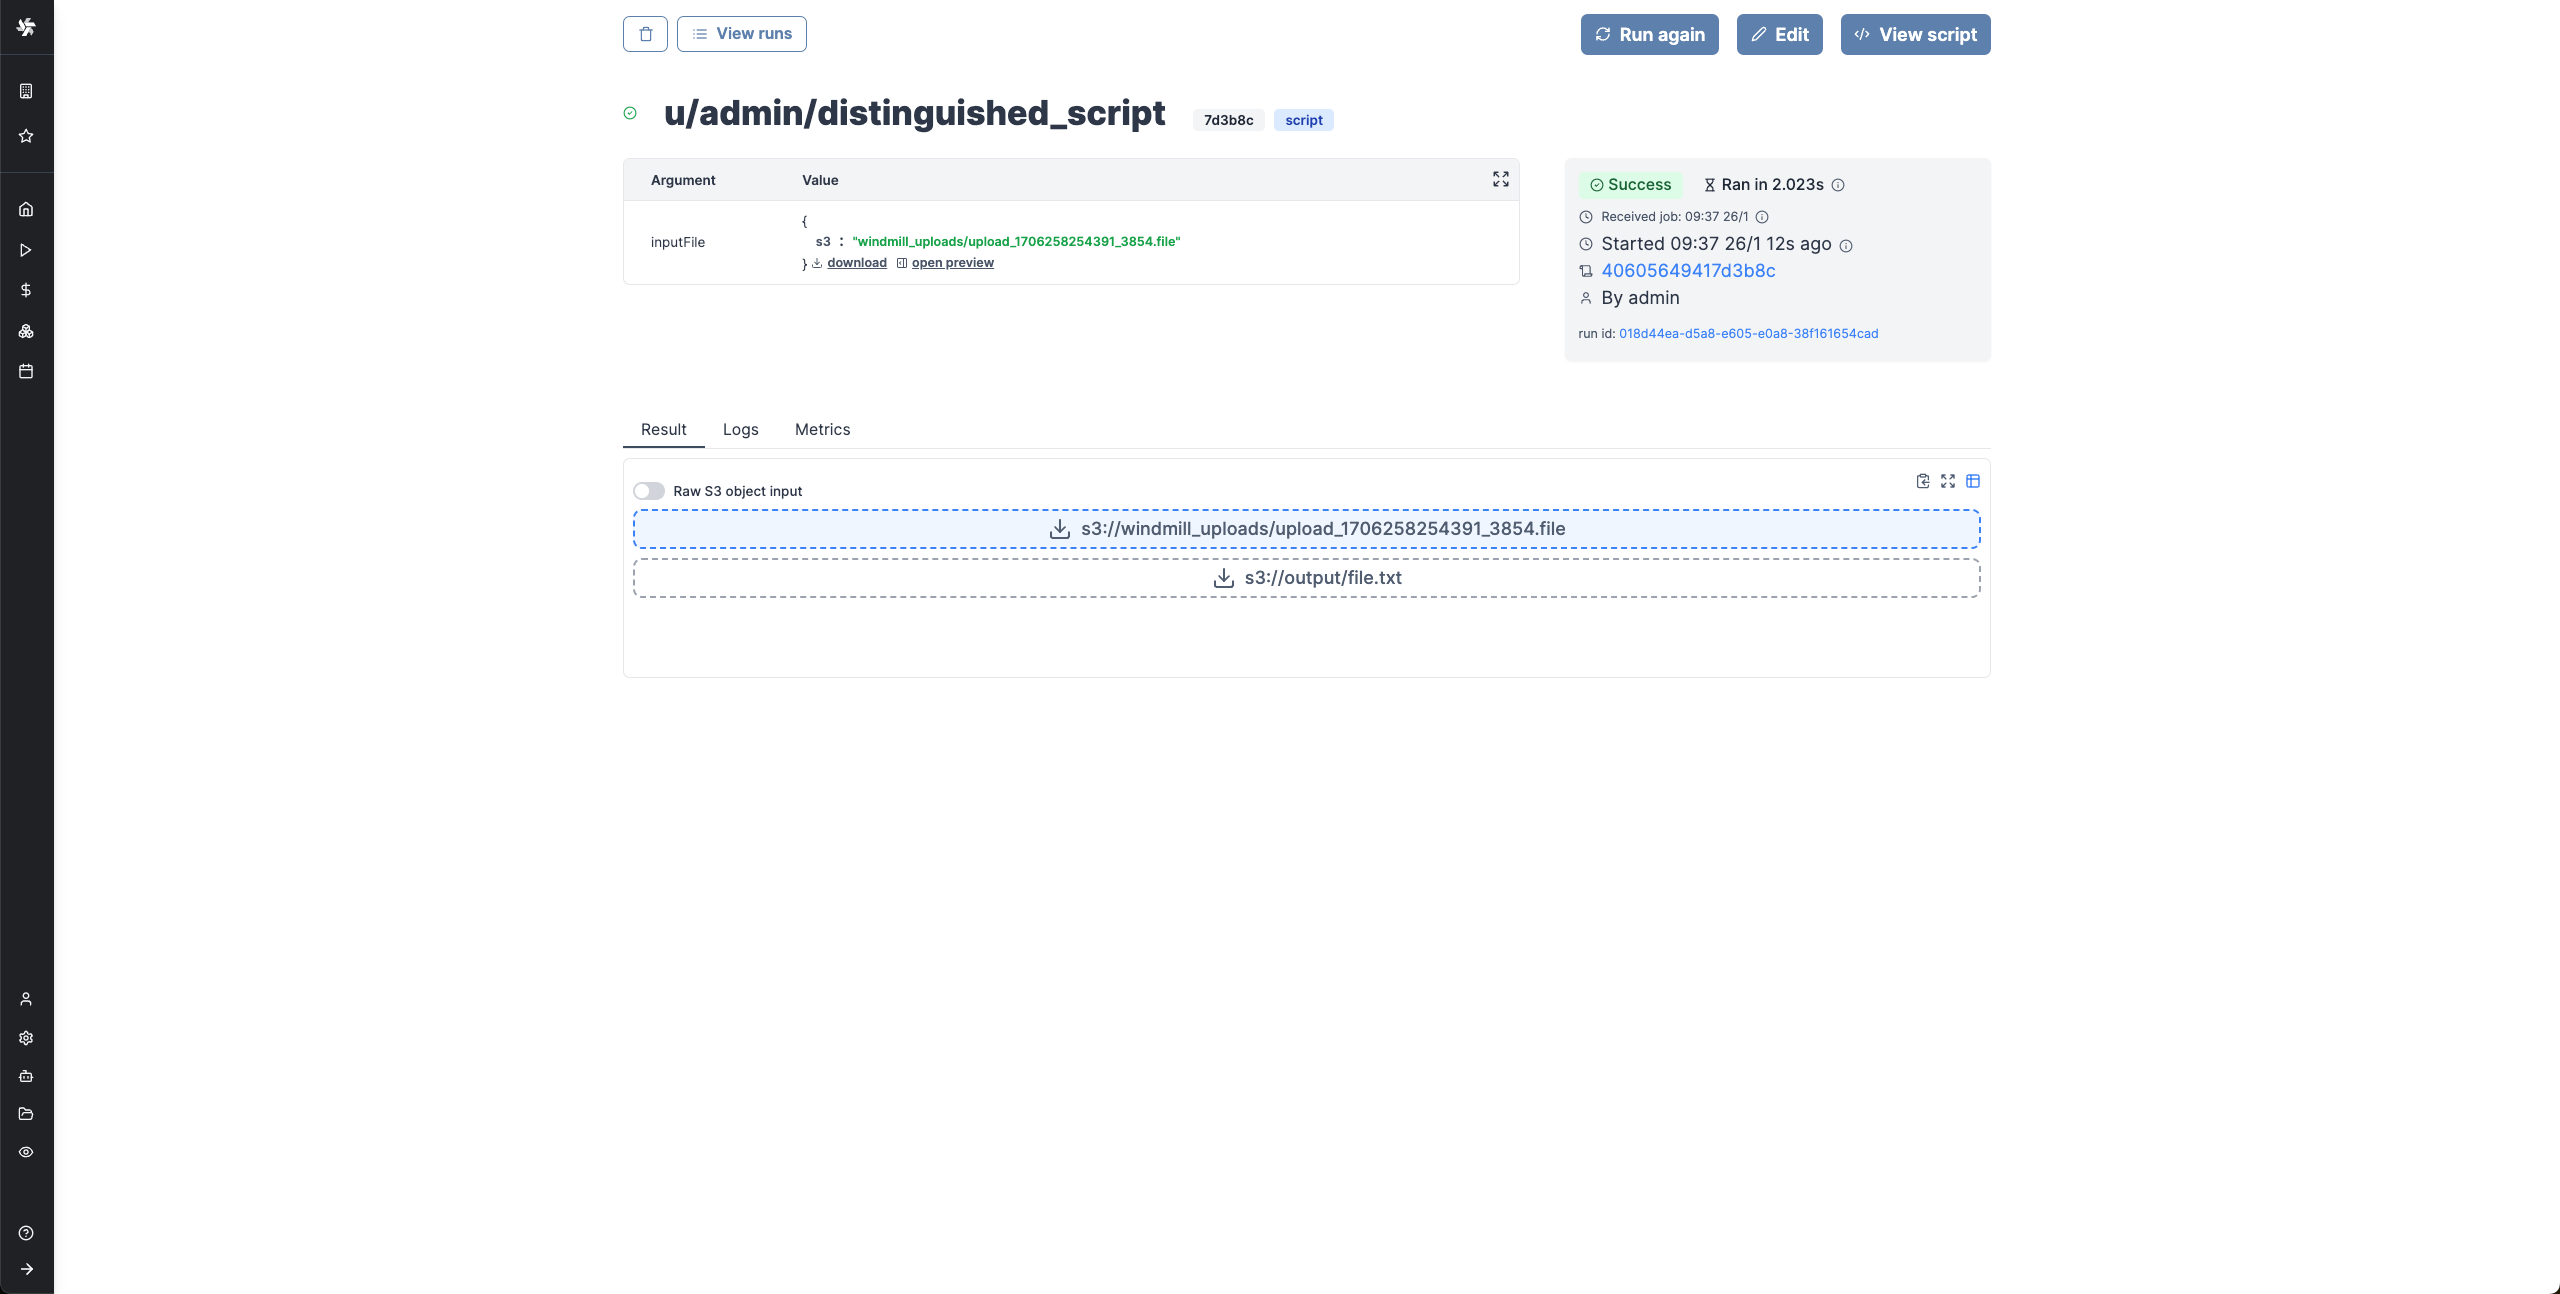 View runs
Run again
Edit
View script
u/admin/distinguished_script
7d3b8c
script
Argument Value
inputFile
{
s3 : "windmill_uploads/upload_1706258254391_3854.file"
} download open preview
Success
Ran in 2.023s
Received job: 09:37 26/1
Started 09:37 26/1 12s ago
40605649417d3b8c
By admin
run id: 018d44ea-d5a8-e605-e0a8-38f161654cad
Result Logs Metrics
Raw S3 object input
s3://windmill_uploads/upload_1706258254391_3854.file
s3://output/file.txt